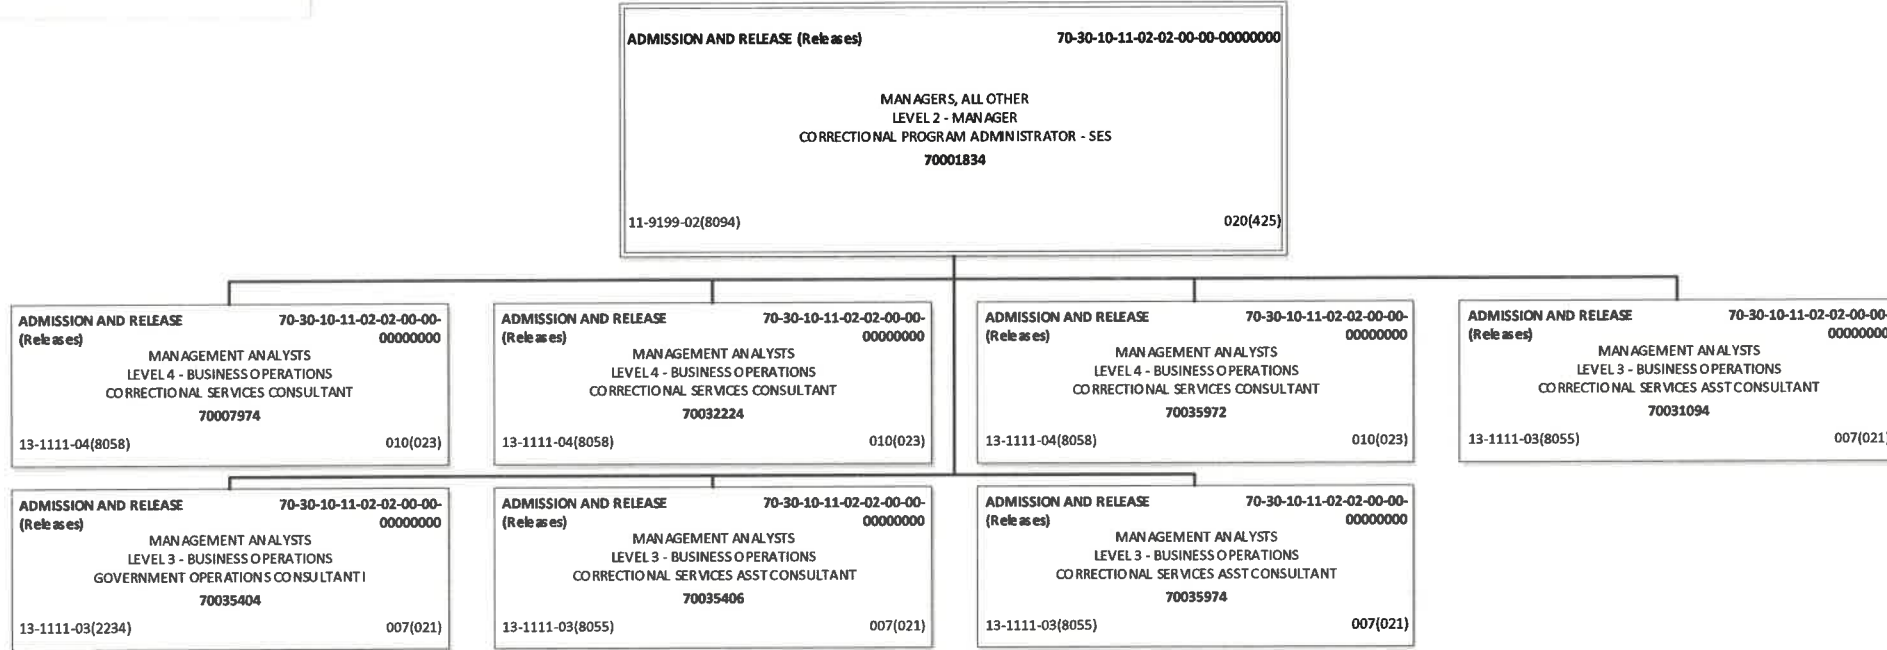 ADMISSION AND RELEASE (Releases) 70-30-10-11-02-02-00-00-00000000
MANAGERS, ALL OTHER
LEVEL 2 - MANAGER
CORRECTIONAL PROGRAM ADMINISTRATOR - SES
70001834
11-9199-02(8094) 020(425)
ADMISSION AND RELEASE 70-30-10-11-02-02-00-00-
(Releases) 00000000
MANAGEMENT ANALYSTS
LEVEL 4 - BUSINESS OPERATIONS
CORRECTIONAL SERVICES CONSULTANT
70007974
13-1111-04(8058) 010(023)
ADMISSION AND RELEASE 70-30-10-11-02-02-00-00-
(Releases) 00000000
MANAGEMENT ANALYSTS
LEVEL 4 - BUSINESS OPERATIONS
CORRECTIONAL SERVICES CONSULTANT
70032224
13-1111-04(8058) 010(023)
ADMISSION AND RELEASE 70-30-10-11-02-02-00-00-
(Releases) 00000000
MANAGEMENT ANALYSTS
LEVEL 4 - BUSINESS OPERATIONS
CORRECTIONAL SERVICES CONSULTANT
70035972
13-1111-04(8058) 010(023)
ADMISSION AND RELEASE 70-30-10-11-02-02-00-00-
(Releases) 00000000
MANAGEMENT ANALYSTS
LEVEL 3 - BUSINESS OPERATIONS
CORRECTIONAL SERVICES ASST CONSULTANT
70031094
13-1111-03(8055) 007(021)
ADMISSION AND RELEASE 70-30-10-11-02-02-00-00-
(Releases) 00000000
MANAGEMENT ANALYSTS
LEVEL 3 - BUSINESS OPERATIONS
GOVERNMENT OPERATIONS CONSULTANT I
70035404
13-1111-03(2234) 007(021)
ADMISSION AND RELEASE 70-30-10-11-02-02-00-00-
(Releases) 00000000
MANAGEMENT ANALYSTS
LEVEL 3 - BUSINESS OPERATIONS
CORRECTIONAL SERVICES ASST CONSULTANT
70035406
13-1111-03(8055) 007(021)
ADMISSION AND RELEASE 70-30-10-11-02-02-00-00-
(Releases) 00000000
MANAGEMENT ANALYSTS
LEVEL 3 - BUSINESS OPERATIONS
CORRECTIONAL SERVICES ASST CONSULTANT
70035974
13-1111-03(8055) 007(021)